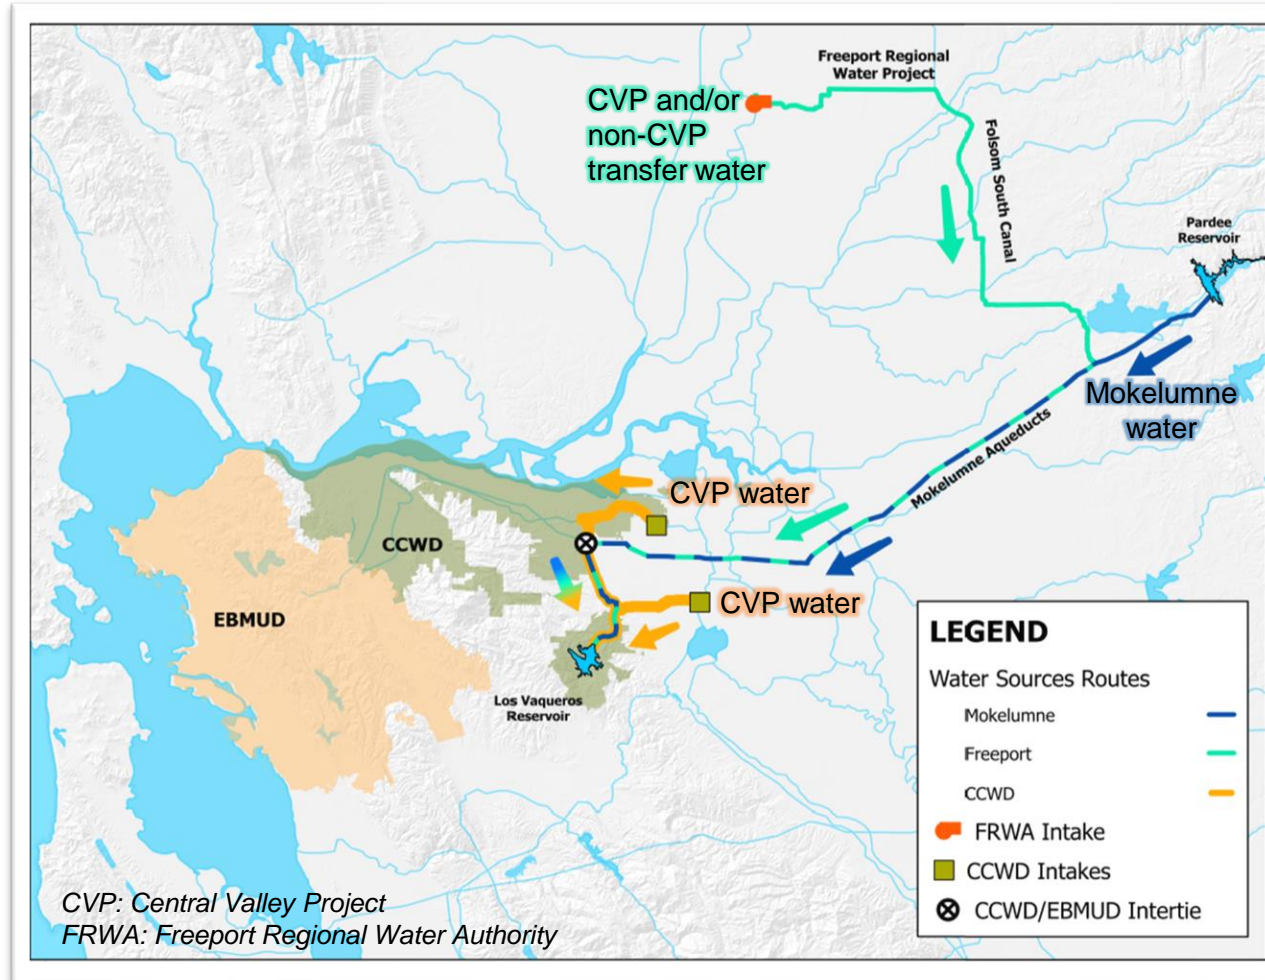 Freeport Regional
Water Project
CVP and/or
non-CVP
transfer water
Folsom South Canal
Pardee
Reservoir
Mokelumne
water
Mokelumne Aqueducts
CVP water
CCWD
CVP water
EBMUD
Los Vaqueros
Reservoir
LEGEND
Water Sources Routes
Mokelumne
Freeport
CCWD
FRWA Intake
CCWD Intakes
CCWD/EBMUD Intertie
CVP: Central Valley Project
FRWA: Freeport Regional Water Authority